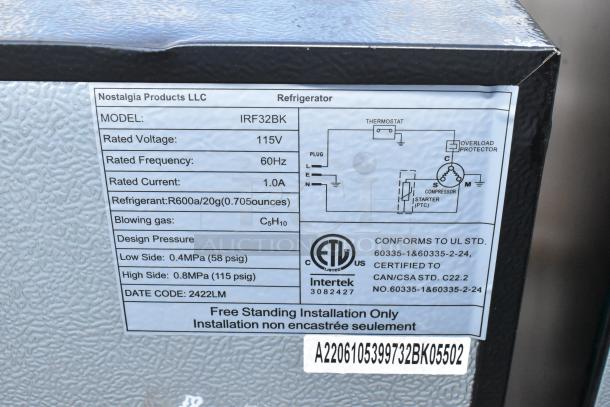 Nostalgia Products LLC Refrigerator
MODEL: IRF32BK
Rated Voltage: 115V
Rated Frequency: 60Hz
Rated Current: 1.0A
Refrigerant:R600a/20g(0.705ounces)
Blowing gas: C₅H₁₀
Design Pressure
Low Side: 0.4MPa (58 psig)
High Side: 0.8MPa (115 psig)
DATE CODE: 2422LM
THERMOSTAT
OVERLOAD
PROTECTOR
PLUG
L
E
N
C
S
M
COMPRESSOR
STARTER
(PTC)
C ETL US
LISTED
Intertek
3082427
CONFORMS TO UL STD.
60335-1&60335-2-24,
CERTIFIED TO
CAN/CSA STD. C22.2
NO.60335-1&60335-2-24
Free Standing Installation Only
Installation non encastrée seulement
A2206105399732BK05502